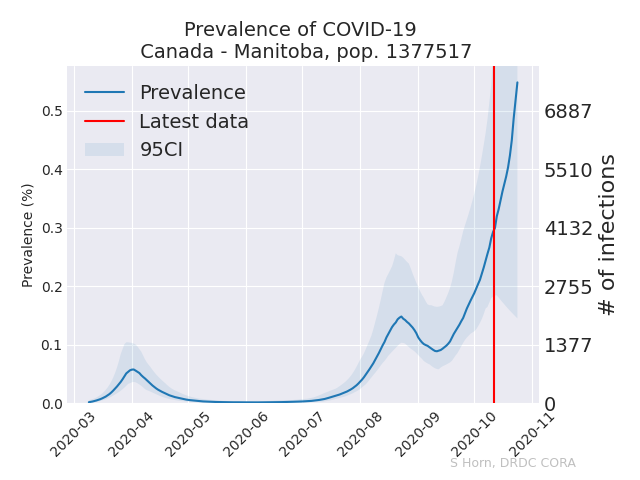 Prevalence of COVID-19
Canada - Manitoba, pop. 1377517
Prevalence
Latest data
95CI
Prevalence (%)
0.5
0.4
0.3
0.2
0.1
0.0
6887
5510
4132
2755
1377
0
# of infections
2020-03
2020-04
2020-05
2020-06
2020-07
2020-08
2020-09
2020-10
2020-11
S Horn, DRDC CORA